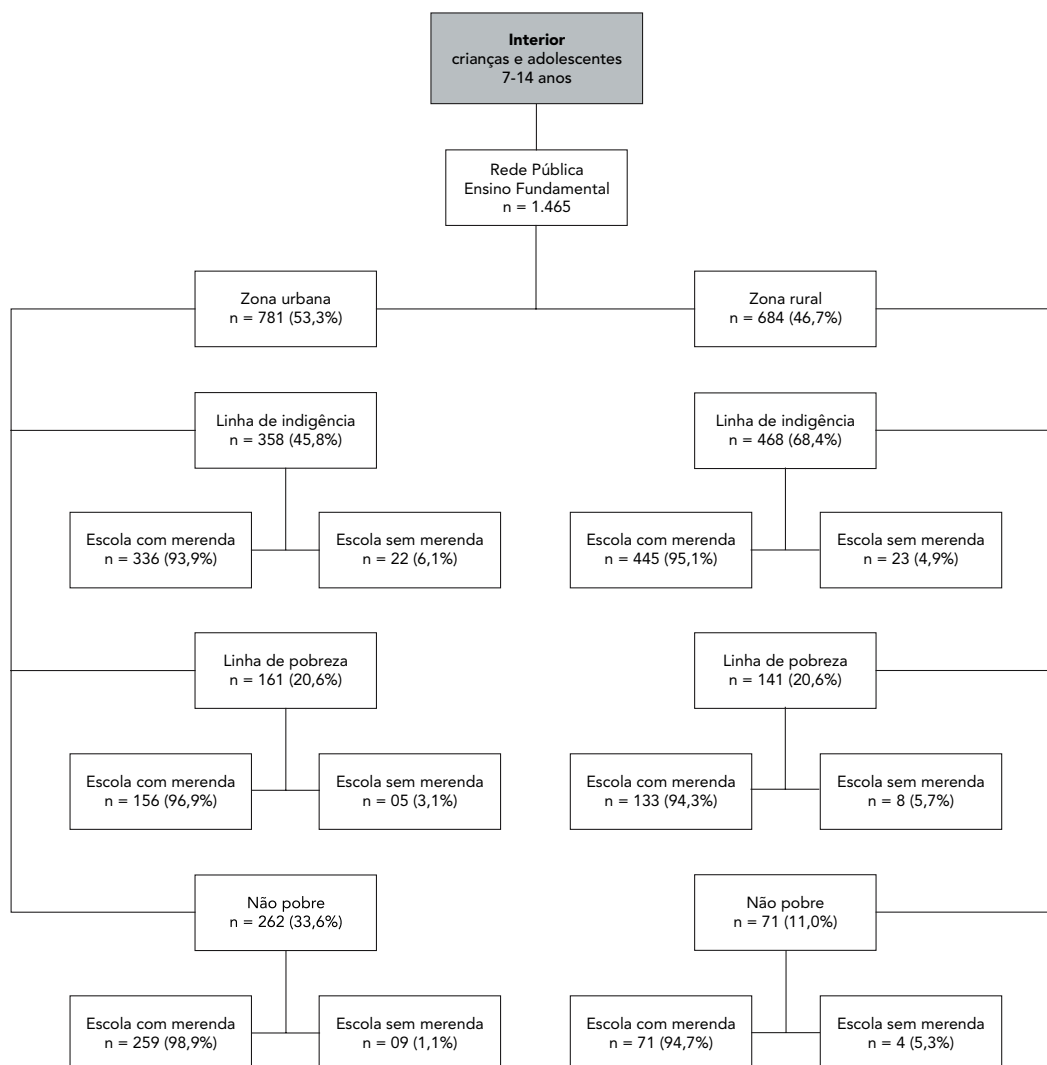 Interior
crianças e adolescentes
7-14 anos
Rede Pública
Ensino Fundamental
n = 1.465
Zona urbana
n = 781 (53,3%)
Zona rural
n = 684 (46,7%)
Linha de indigência
n = 358 (45,8%)
Linha de indigência
n = 468 (68,4%)
Escola com merenda
n = 336 (93,9%)
Escola sem merenda
n = 22 (6,1%)
Escola com merenda
n = 445 (95,1%)
Escola sem merenda
n = 23 (4,9%)
Linha de pobreza
n = 161 (20,6%)
Linha de pobreza
n = 141 (20,6%)
Escola com merenda
n = 156 (96,9%)
Escola sem merenda
n = 05 (3,1%)
Escola com merenda
n = 133 (94,3%)
Escola sem merenda
n = 8 (5,7%)
Não pobre
n = 262 (33,6%)
Não pobre
n = 71 (11,0%)
Escola com merenda
n = 259 (98,9%)
Escola sem merenda
n = 09 (1,1%)
Escola com merenda
n = 71 (94,7%)
Escola sem merenda
n = 4 (5,3%)